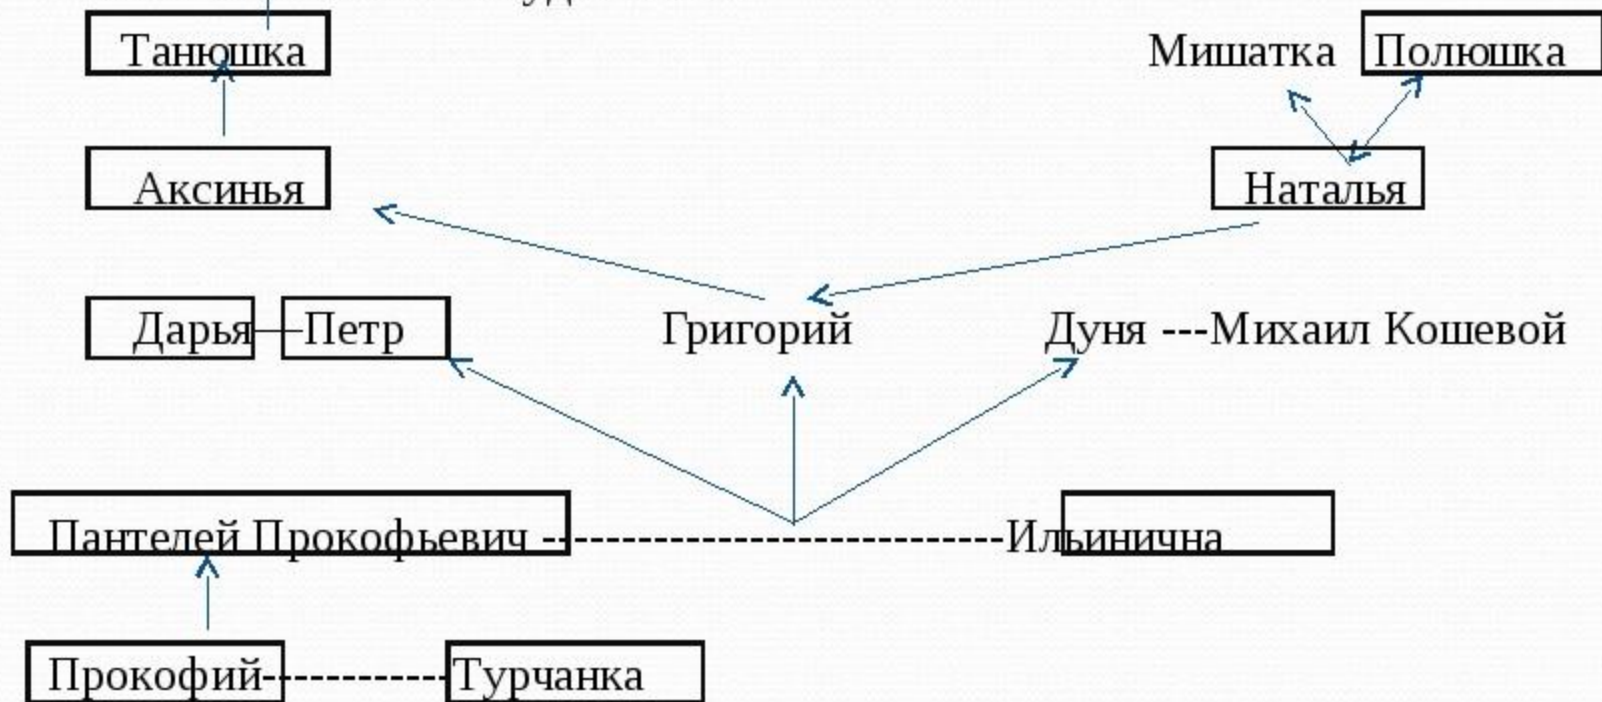 Танюшка Мишатка Полюшка
Аксинья Наталья
Дарья Петр Григорий Дуня ---Михаил Кошевой
Пантелей Прокофьевич Ильинична
Прокофий Турчанка